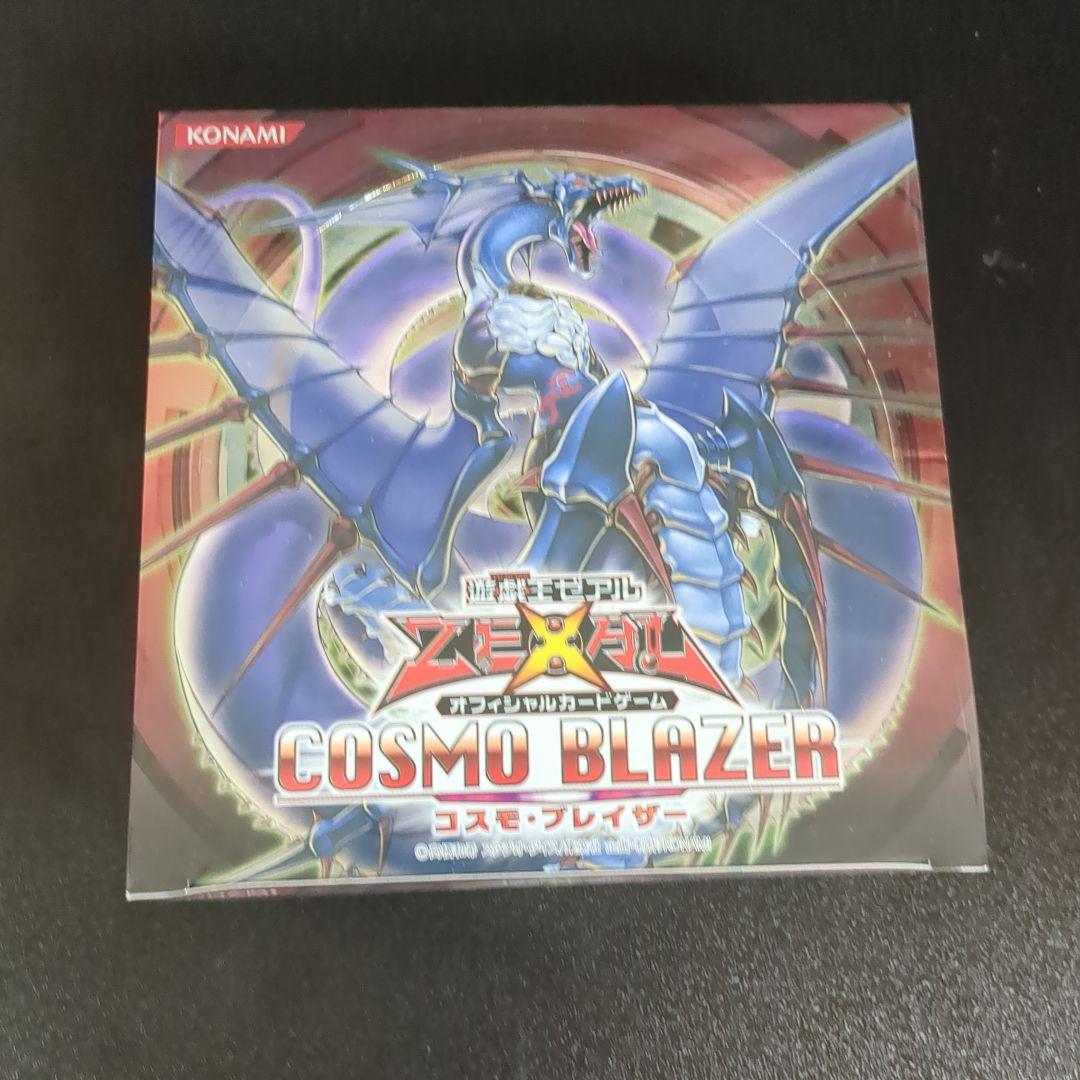 KONAMI
遊戯王ゼアル
ZEXAL
オフィシャルカードゲーム
COSMO BLAZER
コスモ・ブレイザー